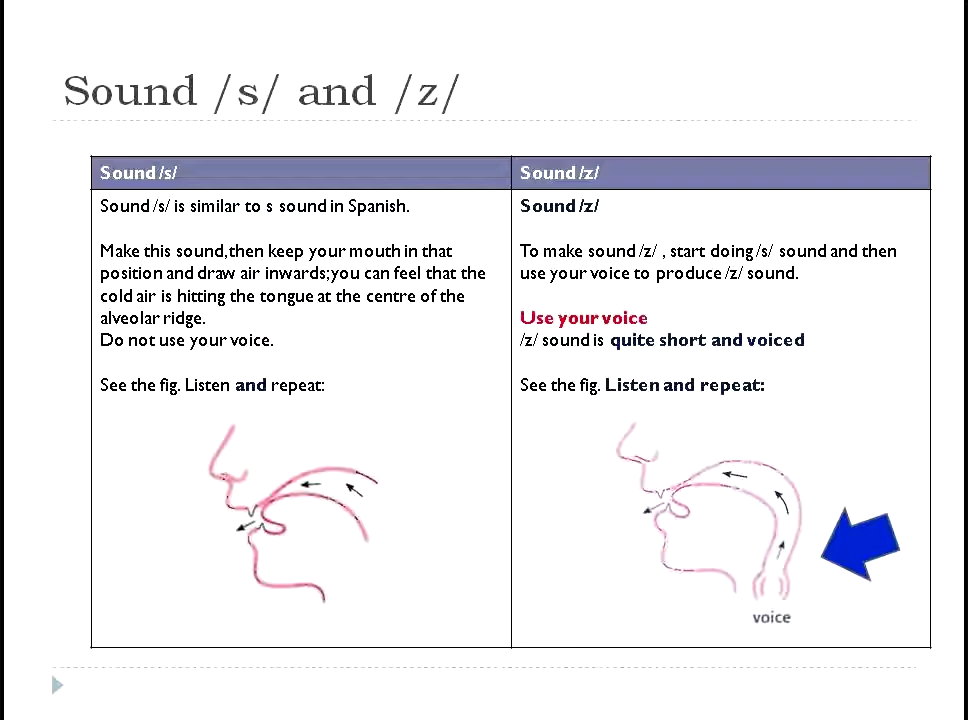 Sound /s/ and /z/
Sound /s/
Sound /s/ is similar to s sound in Spanish.
Make this sound, then keep your mouth in that
position and draw air inwards; you can feel that the
cold air is hitting the tongue at the centre of the
alveolar ridge.
Do not use your voice.
See the fig. Listen and repeat:
Sound /z/
Sound /z/
To make sound /z/ , start doing /s/ sound and then
use your voice to produce /z/ sound.
Use your voice
/z/ sound is quite short and voiced
See the fig. Listen and repeat:
voice